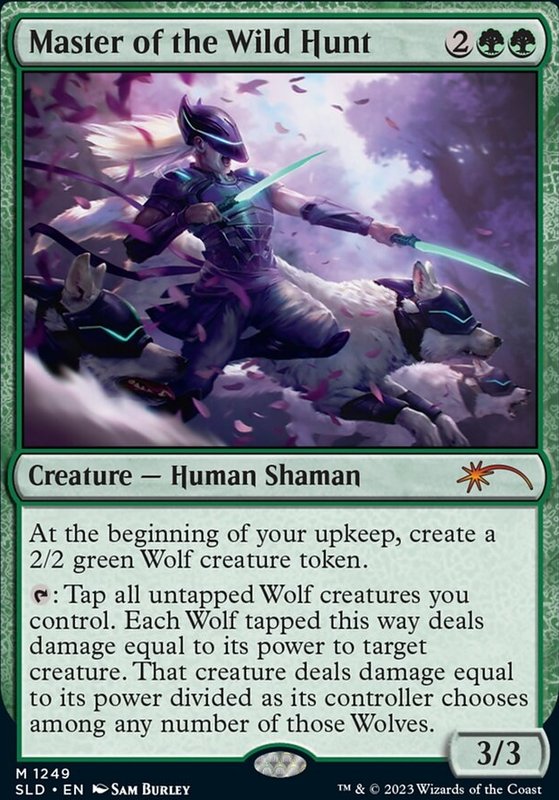 Master of the Wild Hunt 2
Creature — Human Shaman
At the beginning of your upkeep, create a
2/2 green Wolf creature token.
: Tap all untapped Wolf creatures you
control. Each Wolf tapped this way deals
damage equal to its power to target
creature. That creature deals damage equal
to its power divided as its controller chooses
among any number of those Wolves.
3/3
M 1249
SLD • EN SAM BURLEY
™ & © 2023 Wizards of the Coast